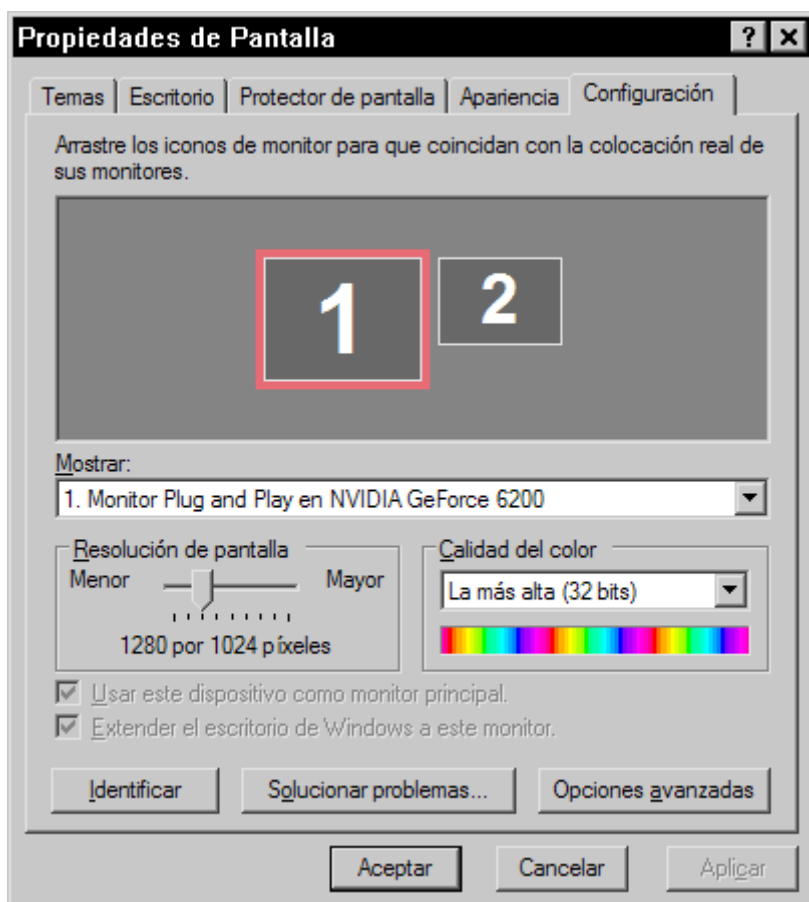 Propiedades de Pantalla
Temas Escritorio Protector de pantalla Apariencia Configuración
Arrastre los iconos de monitor para que coincidan con la colocación real de
sus monitores.
1 2
Mostrar:
1. Monitor Plug and Play en NVIDIA GeForce 6200
Resolución de pantalla
Menor Mayor
1280 por 1024 píxeles
Calidad del color
La más alta (32 bits)
Usar este dispositivo como monitor principal.
Extender el escritorio de Windows a este monitor.
Identificar Solucionar problemas... Opciones avanzadas
Aceptar Cancelar Aplicar